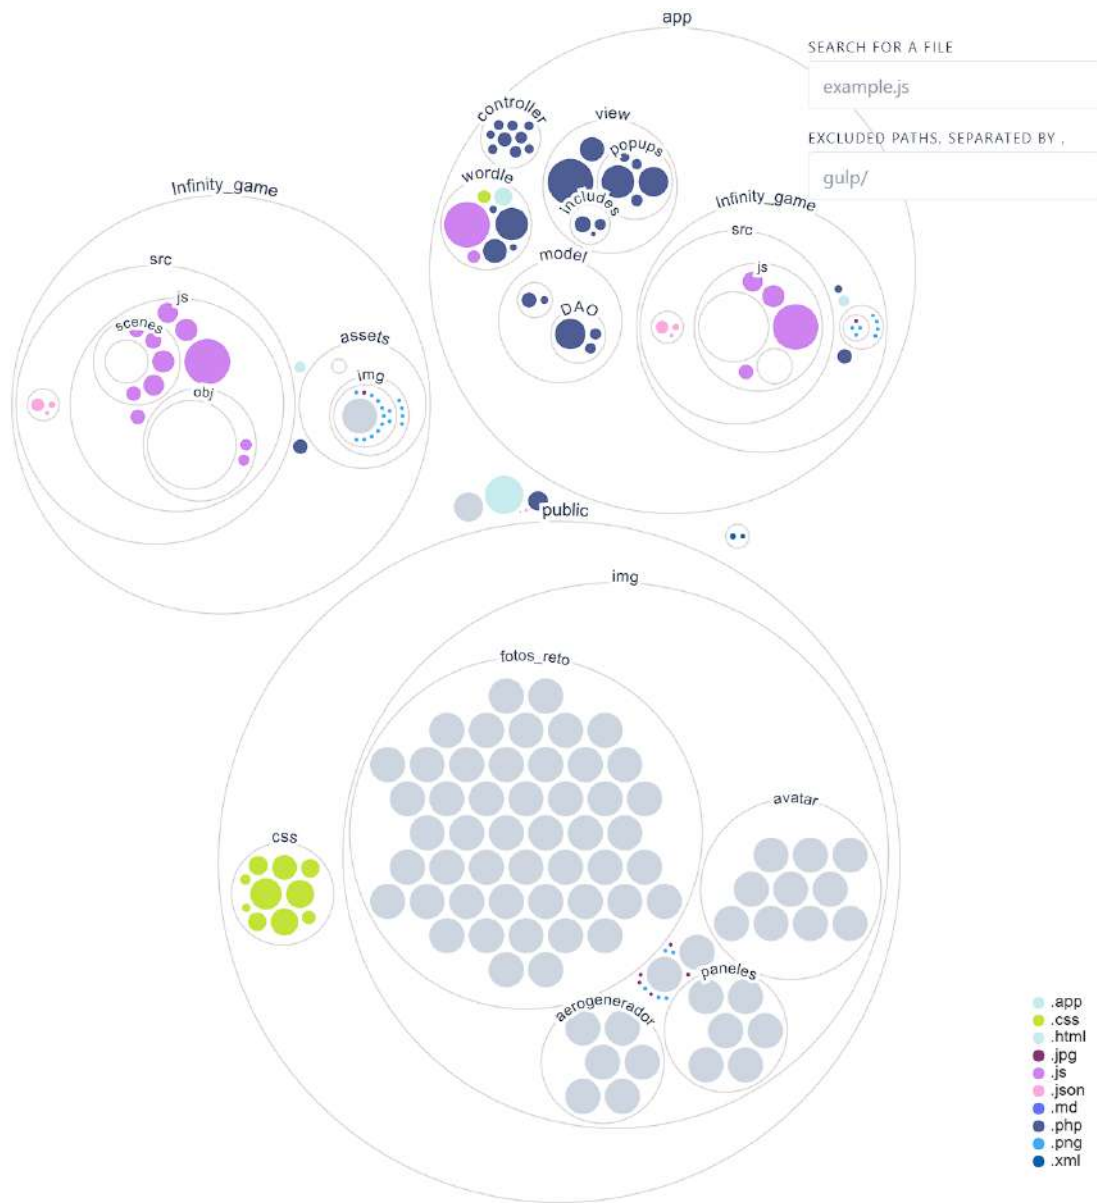 app
SEARCH FOR A FILE
example.js
EXCLUDED PATHS, SEPARATED BY ,
gulp/
controller
view
popups
wordle
includes
Infinity_game
src
js
model
DAO
Infinity_game
src
js
scenes
assets
img
obj
public
img
fotos_reto
avatar
css
paneles
aerogenerador
.app
.css
.html
.jpg
.js
.json
.md
.php
.png
.xml